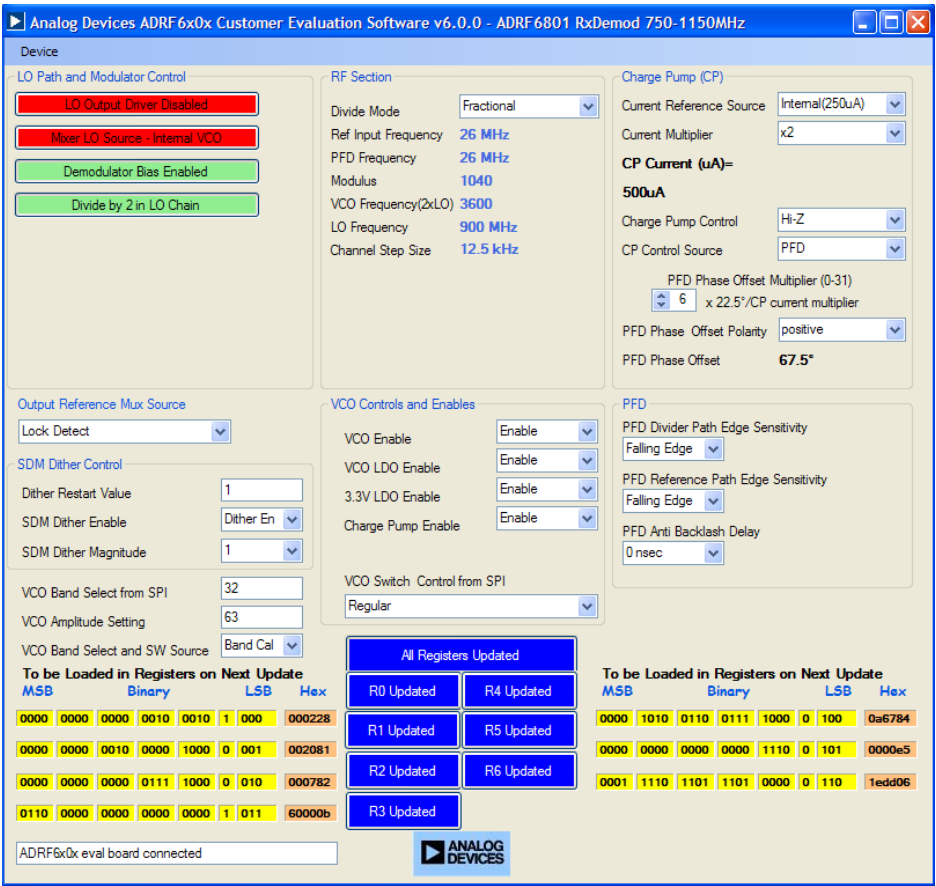 Analog Devices ADRF6x0x Customer Evaluation Software v6.0.0 - ADRF6801 RxDemod 750-1150MHz
Device
LO Path and Modulator Control
LO Output Driver Disabled
Mixer LO Source - Internal VCO
Demodulator Bias Enabled
Divide by 2 in LO Chain
RF Section
Divide Mode Fractional
Ref Input Frequency 26 MHz
PFD Frequency 26 MHz
Modulus 1040
VCO Frequency(2xLO) 3600
LO Frequency 900 MHz
Channel Step Size 12.5 kHz
Charge Pump (CP)
Current Reference Source Internal(250uA)
Current Multiplier x2
CP Current (uA)=
500uA
Charge Pump Control Hi-Z
CP Control Source PFD
PFD Phase Offset Multiplier (0-31)
6 x 22.5°/CP current multiplier
PFD Phase Offset Polarity positive
PFD Phase Offset 67.5°
Output Reference Mux Source
Lock Detect
SDM Dither Control
Dither Restart Value 1
SDM Dither Enable Dither En
SDM Dither Magnitude 1
VCO Band Select from SPI 32
VCO Amplitude Setting 63
VCO Band Select and SW Source Band Cal
VCO Controls and Enables
VCO Enable Enable
VCO LDO Enable Enable
3.3V LDO Enable Enable
Charge Pump Enable Enable
VCO Switch Control from SPI
Regular
PFD
PFD Divider Path Edge Sensitivity
Falling Edge
PFD Reference Path Edge Sensitivity
Falling Edge
PFD Anti Backlash Delay
0 nsec
To be Loaded in Registers on Next Update
MSB Binary LSB Hex
0000 0000 0000 0010 0010 1 000 000228
0000 0000 0010 0000 1000 0 001 002081
0000 0000 0000 0111 1000 0 010 000782
0110 0000 0000 0000 0000 1 011 60000b
All Registers Updated
R0 Updated R4 Updated
R1 Updated R5 Updated
R2 Updated R6 Updated
R3 Updated
To be Loaded in Registers on Next Update
MSB Binary LSB Hex
0000 1010 0110 0111 1000 0 100 0a6784
0000 0000 0000 0000 1110 0 101 0000e5
0001 1110 1101 1101 0000 0 110 1edd06
ADRF6x0x eval board connected
ANALOG
DEVICES